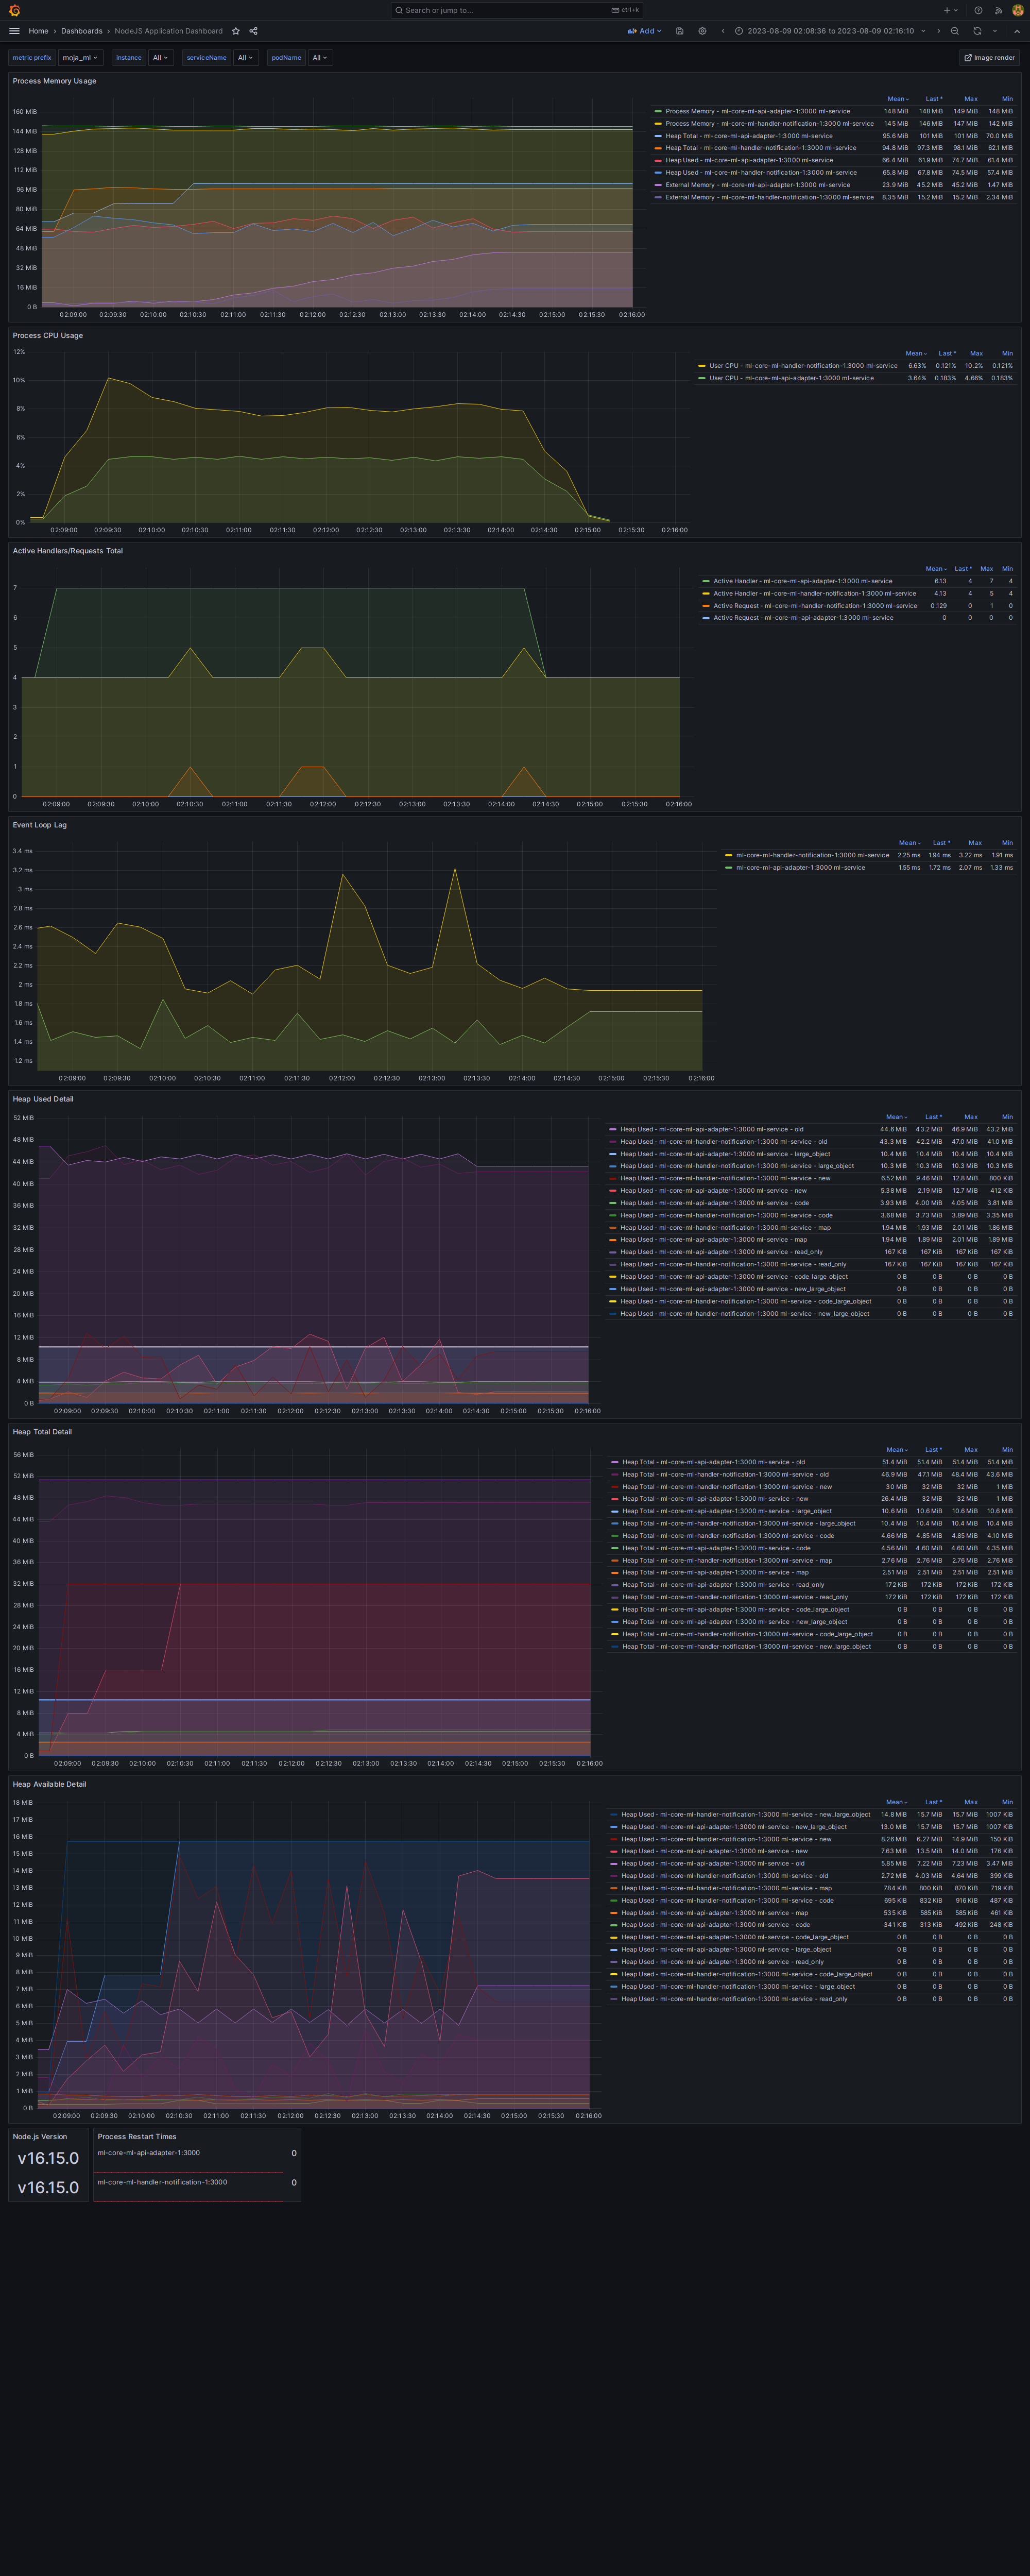 Search or jump to...
ctrl+k
Home › Dashboards › NodeJS Application Dashboard
Add
2023-08-09 02:08:36 to 2023-08-09 02:16:10
metric prefix moja_ml instance All serviceName All podName All Image render
Process Memory Usage
Mean Last * Max Min
Process Memory - ml-core-ml-api-adapter-1:3000 ml-service 148 MiB 148 MiB 149 MiB 148 MiB
Process Memory - ml-core-ml-handler-notification-1:3000 ml-service 145 MiB 146 MiB 147 MiB 142 MiB
Heap Total - ml-core-ml-api-adapter-1:3000 ml-service 95.6 MiB 101 MiB 101 MiB 70.0 MiB
Heap Total - ml-core-ml-handler-notification-1:3000 ml-service 94.8 MiB 97.3 MiB 98.1 MiB 62.1 MiB
Heap Used - ml-core-ml-api-adapter-1:3000 ml-service 66.4 MiB 61.9 MiB 74.7 MiB 61.4 MiB
Heap Used - ml-core-ml-handler-notification-1:3000 ml-service 65.8 MiB 67.8 MiB 74.5 MiB 57.4 MiB
External Memory - ml-core-ml-api-adapter-1:3000 ml-service 23.9 MiB 45.2 MiB 45.2 MiB 1.47 MiB
External Memory - ml-core-ml-handler-notification-1:3000 ml-service 8.35 MiB 15.2 MiB 15.2 MiB 2.34 MiB
160 MiB
144 MiB
128 MiB
112 MiB
96 MiB
80 MiB
64 MiB
48 MiB
32 MiB
16 MiB
0 B
02:09:00 02:09:30 02:10:00 02:10:30 02:11:00 02:11:30 02:12:00 02:12:30 02:13:00 02:13:30 02:14:00 02:14:30 02:15:00 02:15:30 02:16:00
Process CPU Usage
Mean Last * Max Min
User CPU - ml-core-ml-handler-notification-1:3000 ml-service 6.63% 0.121% 10.2% 0.121%
User CPU - ml-core-ml-api-adapter-1:3000 ml-service 3.64% 0.183% 4.66% 0.183%
12%
10%
8%
6%
4%
2%
0%
02:09:00 02:09:30 02:10:00 02:10:30 02:11:00 02:11:30 02:12:00 02:12:30 02:13:00 02:13:30 02:14:00 02:14:30 02:15:00 02:15:30 02:16:00
Active Handlers/Requests Total
Mean Last * Max Min
Active Handler - ml-core-ml-api-adapter-1:3000 ml-service 6.13 4 7 4
Active Handler - ml-core-ml-handler-notification-1:3000 ml-service 4.13 4 5 4
Active Request - ml-core-ml-handler-notification-1:3000 ml-service 0.129 0 1 0
Active Request - ml-core-ml-api-adapter-1:3000 ml-service 0 0 0 0
7
6
5
4
3
2
1
0
02:09:00 02:09:30 02:10:00 02:10:30 02:11:00 02:11:30 02:12:00 02:12:30 02:13:00 02:13:30 02:14:00 02:14:30 02:15:00 02:15:30 02:16:00
Event Loop Lag
Mean Last * Max Min
ml-core-ml-handler-notification-1:3000 ml-service 2.25 ms 1.94 ms 3.22 ms 1.91 ms
ml-core-ml-api-adapter-1:3000 ml-service 1.55 ms 1.72 ms 2.07 ms 1.33 ms
3.4 ms
3.2 ms
3 ms
2.8 ms
2.6 ms
2.4 ms
2.2 ms
2 ms
1.8 ms
1.6 ms
1.4 ms
1.2 ms
02:09:00 02:09:30 02:10:00 02:10:30 02:11:00 02:11:30 02:12:00 02:12:30 02:13:00 02:13:30 02:14:00 02:14:30 02:15:00 02:15:30 02:16:00
Heap Used Detail
Mean Last * Max Min
Heap Used - ml-core-ml-api-adapter-1:3000 ml-service - old 44.6 MiB 43.2 MiB 46.9 MiB 43.2 MiB
Heap Used - ml-core-ml-handler-notification-1:3000 ml-service - old 43.3 MiB 42.2 MiB 47.0 MiB 41.0 MiB
Heap Used - ml-core-ml-api-adapter-1:3000 ml-service - large_object 10.4 MiB 10.4 MiB 10.4 MiB 10.4 MiB
Heap Used - ml-core-ml-handler-notification-1:3000 ml-service - large_object 10.3 MiB 10.3 MiB 10.3 MiB 10.3 MiB
Heap Used - ml-core-ml-handler-notification-1:3000 ml-service - new 6.52 MiB 9.46 MiB 12.8 MiB 800 KiB
Heap Used - ml-core-ml-api-adapter-1:3000 ml-service - new 5.38 MiB 2.19 MiB 12.7 MiB 412 KiB
Heap Used - ml-core-ml-api-adapter-1:3000 ml-service - code 3.93 MiB 4.00 MiB 4.05 MiB 3.81 MiB
Heap Used - ml-core-ml-handler-notification-1:3000 ml-service - code 3.68 MiB 3.73 MiB 3.89 MiB 3.35 MiB
Heap Used - ml-core-ml-handler-notification-1:3000 ml-service - map 1.94 MiB 1.93 MiB 2.01 MiB 1.86 MiB
Heap Used - ml-core-ml-api-adapter-1:3000 ml-service - map 1.94 MiB 1.89 MiB 2.01 MiB 1.89 MiB
Heap Used - ml-core-ml-api-adapter-1:3000 ml-service - read_only 167 KiB 167 KiB 167 KiB 167 KiB
Heap Used - ml-core-ml-handler-notification-1:3000 ml-service - read_only 167 KiB 167 KiB 167 KiB 167 KiB
Heap Used - ml-core-ml-api-adapter-1:3000 ml-service - code_large_object 0 B 0 B 0 B 0 B
Heap Used - ml-core-ml-api-adapter-1:3000 ml-service - new_large_object 0 B 0 B 0 B 0 B
Heap Used - ml-core-ml-handler-notification-1:3000 ml-service - code_large_object 0 B 0 B 0 B 0 B
Heap Used - ml-core-ml-handler-notification-1:3000 ml-service - new_large_object 0 B 0 B 0 B 0 B
52 MiB
48 MiB
44 MiB
40 MiB
36 MiB
32 MiB
28 MiB
24 MiB
20 MiB
16 MiB
12 MiB
8 MiB
4 MiB
0 B
02:09:00 02:09:30 02:10:00 02:10:30 02:11:00 02:11:30 02:12:00 02:12:30 02:13:00 02:13:30 02:14:00 02:14:30 02:15:00 02:15:30 02:16:00
Heap Total Detail
Mean Last * Max Min
Heap Total - ml-core-ml-api-adapter-1:3000 ml-service - old 51.4 MiB 51.4 MiB 51.4 MiB 51.4 MiB
Heap Total - ml-core-ml-handler-notification-1:3000 ml-service - old 46.9 MiB 47.1 MiB 48.4 MiB 43.6 MiB
Heap Total - ml-core-ml-handler-notification-1:3000 ml-service - new 30 MiB 32 MiB 32 MiB 1 MiB
Heap Total - ml-core-ml-api-adapter-1:3000 ml-service - new 26.4 MiB 32 MiB 32 MiB 1 MiB
Heap Total - ml-core-ml-api-adapter-1:3000 ml-service - large_object 10.6 MiB 10.6 MiB 10.6 MiB 10.6 MiB
Heap Total - ml-core-ml-handler-notification-1:3000 ml-service - large_object 10.4 MiB 10.4 MiB 10.4 MiB 10.4 MiB
Heap Total - ml-core-ml-handler-notification-1:3000 ml-service - code 4.66 MiB 4.85 MiB 4.85 MiB 4.10 MiB
Heap Total - ml-core-ml-api-adapter-1:3000 ml-service - code 4.56 MiB 4.60 MiB 4.60 MiB 4.35 MiB
Heap Total - ml-core-ml-handler-notification-1:3000 ml-service - map 2.76 MiB 2.76 MiB 2.76 MiB 2.76 MiB
Heap Total - ml-core-ml-api-adapter-1:3000 ml-service - map 2.51 MiB 2.51 MiB 2.51 MiB 2.51 MiB
Heap Total - ml-core-ml-api-adapter-1:3000 ml-service - read_only 172 KiB 172 KiB 172 KiB 172 KiB
Heap Total - ml-core-ml-handler-notification-1:3000 ml-service - read_only 172 KiB 172 KiB 172 KiB 172 KiB
Heap Total - ml-core-ml-api-adapter-1:3000 ml-service - code_large_object 0 B 0 B 0 B 0 B
Heap Total - ml-core-ml-api-adapter-1:3000 ml-service - new_large_object 0 B 0 B 0 B 0 B
Heap Total - ml-core-ml-handler-notification-1:3000 ml-service - code_large_object 0 B 0 B 0 B 0 B
Heap Total - ml-core-ml-handler-notification-1:3000 ml-service - new_large_object 0 B 0 B 0 B 0 B
56 MiB
52 MiB
48 MiB
44 MiB
40 MiB
36 MiB
32 MiB
28 MiB
24 MiB
20 MiB
16 MiB
12 MiB
8 MiB
4 MiB
0 B
02:09:00 02:09:30 02:10:00 02:10:30 02:11:00 02:11:30 02:12:00 02:12:30 02:13:00 02:13:30 02:14:00 02:14:30 02:15:00 02:15:30 02:16:00
Heap Available Detail
Mean Last * Max Min
Heap Used - ml-core-ml-handler-notification-1:3000 ml-service - new_large_object 14.8 MiB 15.7 MiB 15.7 MiB 1007 KiB
Heap Used - ml-core-ml-api-adapter-1:3000 ml-service - new_large_object 13.0 MiB 15.7 MiB 15.7 MiB 1007 KiB
Heap Used - ml-core-ml-handler-notification-1:3000 ml-service - new 8.26 MiB 6.27 MiB 14.9 MiB 150 KiB
Heap Used - ml-core-ml-api-adapter-1:3000 ml-service - new 7.63 MiB 13.5 MiB 14.0 MiB 176 KiB
Heap Used - ml-core-ml-api-adapter-1:3000 ml-service - old 5.85 MiB 7.22 MiB 7.23 MiB 3.47 MiB
Heap Used - ml-core-ml-handler-notification-1:3000 ml-service - old 2.72 MiB 4.03 MiB 4.64 MiB 399 KiB
Heap Used - ml-core-ml-handler-notification-1:3000 ml-service - map 784 KiB 800 KiB 870 KiB 719 KiB
Heap Used - ml-core-ml-handler-notification-1:3000 ml-service - code 695 KiB 832 KiB 916 KiB 487 KiB
Heap Used - ml-core-ml-api-adapter-1:3000 ml-service - map 535 KiB 585 KiB 585 KiB 461 KiB
Heap Used - ml-core-ml-api-adapter-1:3000 ml-service - code 341 KiB 313 KiB 492 KiB 248 KiB
Heap Used - ml-core-ml-api-adapter-1:3000 ml-service - code_large_object 0 B 0 B 0 B 0 B
Heap Used - ml-core-ml-api-adapter-1:3000 ml-service - large_object 0 B 0 B 0 B 0 B
Heap Used - ml-core-ml-api-adapter-1:3000 ml-service - read_only 0 B 0 B 0 B 0 B
Heap Used - ml-core-ml-handler-notification-1:3000 ml-service - code_large_object 0 B 0 B 0 B 0 B
Heap Used - ml-core-ml-handler-notification-1:3000 ml-service - large_object 0 B 0 B 0 B 0 B
Heap Used - ml-core-ml-handler-notification-1:3000 ml-service - read_only 0 B 0 B 0 B 0 B
18 MiB
17 MiB
16 MiB
15 MiB
14 MiB
13 MiB
12 MiB
11 MiB
10 MiB
9 MiB
8 MiB
7 MiB
6 MiB
5 MiB
4 MiB
3 MiB
2 MiB
1 MiB
0 B
02:09:00 02:09:30 02:10:00 02:10:30 02:11:00 02:11:30 02:12:00 02:12:30 02:13:00 02:13:30 02:14:00 02:14:30 02:15:00 02:15:30 02:16:00
Node.js Version
v16.15.0
v16.15.0
Process Restart Times
ml-core-ml-api-adapter-1:3000 0
ml-core-ml-handler-notification-1:3000 0